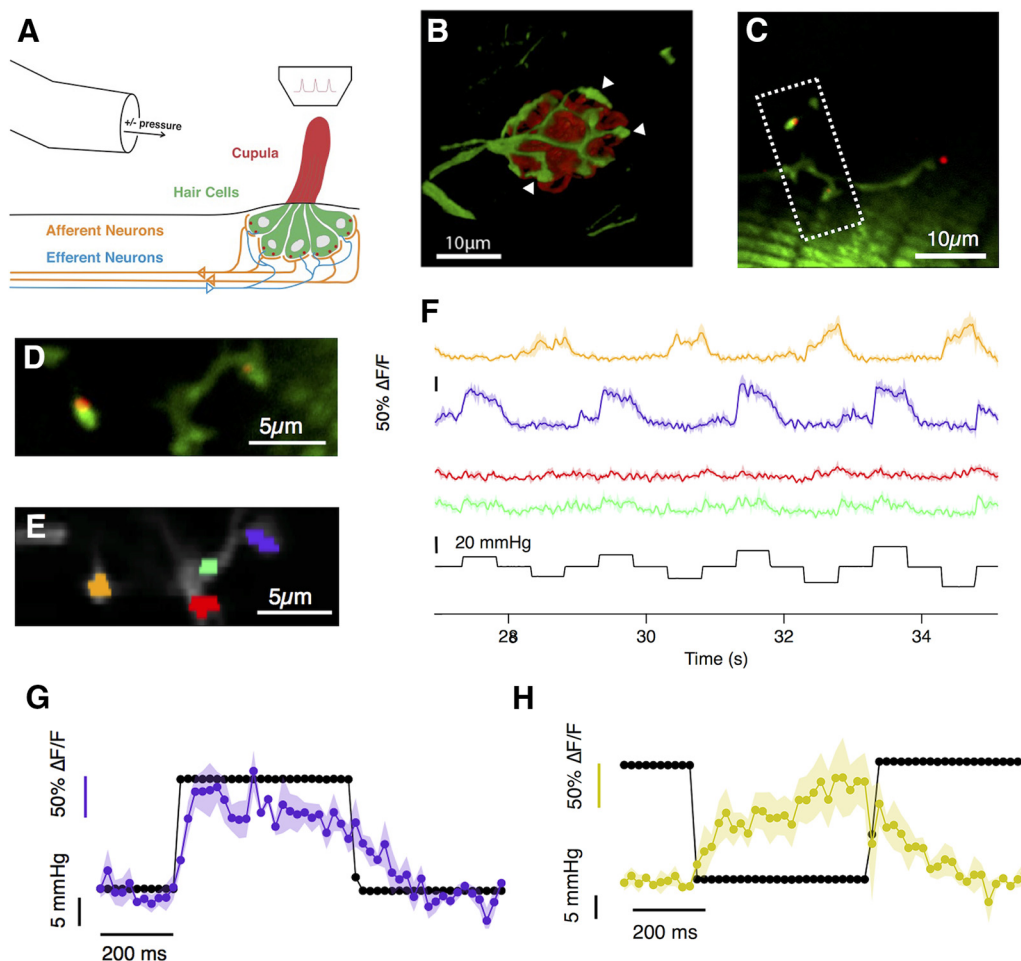 A
+/- pressure
Cupula
Hair Cells
Afferent Neurons
Efferent Neurons
B
10µm
C
10µm
D
5µm
E
5µm
F
50% ΔF/F
20 mmHg
28
30
32
34
Time (s)
G
50% ΔF/F
5 mmHg
200 ms
H
50% ΔF/F
5 mmHg
200 ms